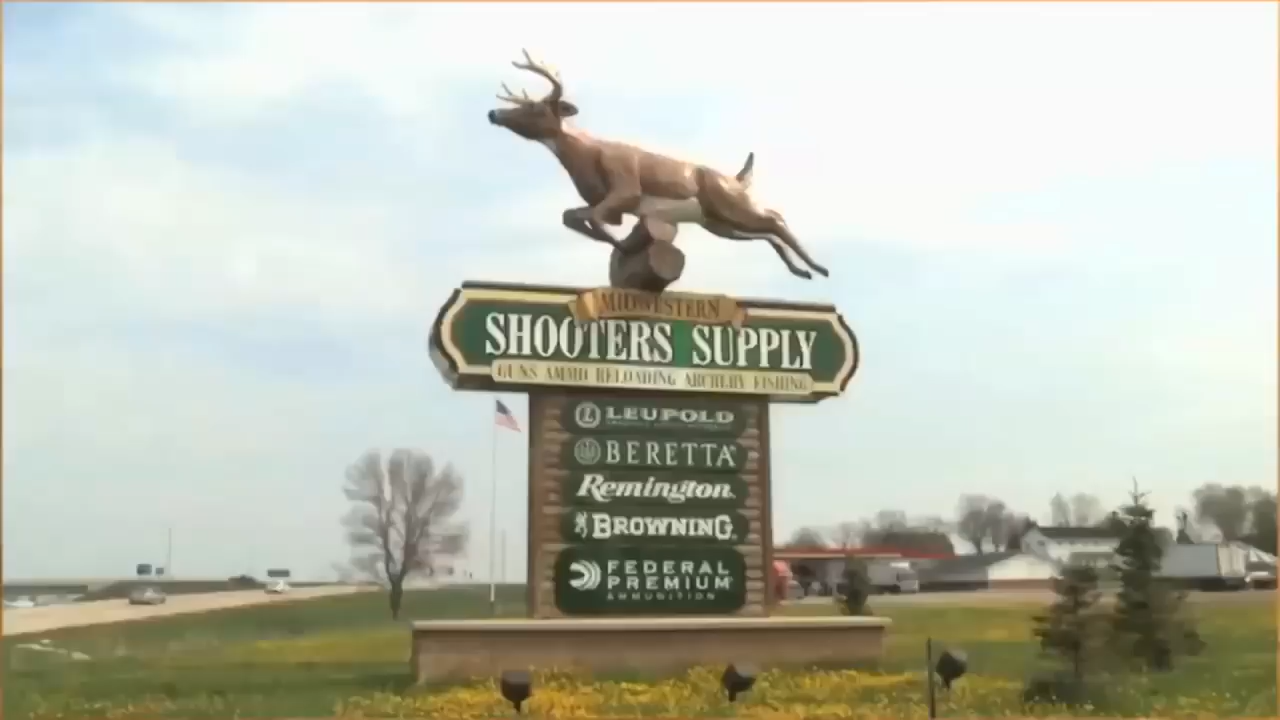 MIDWESTERN
SHOOTERS SUPPLY
GUNS AMMO RELOADING ARCHERY FISHING
LEUPOLD
BERETTA
Remington
BROWNING
FEDERAL
PREMIUM
AMMUNITION